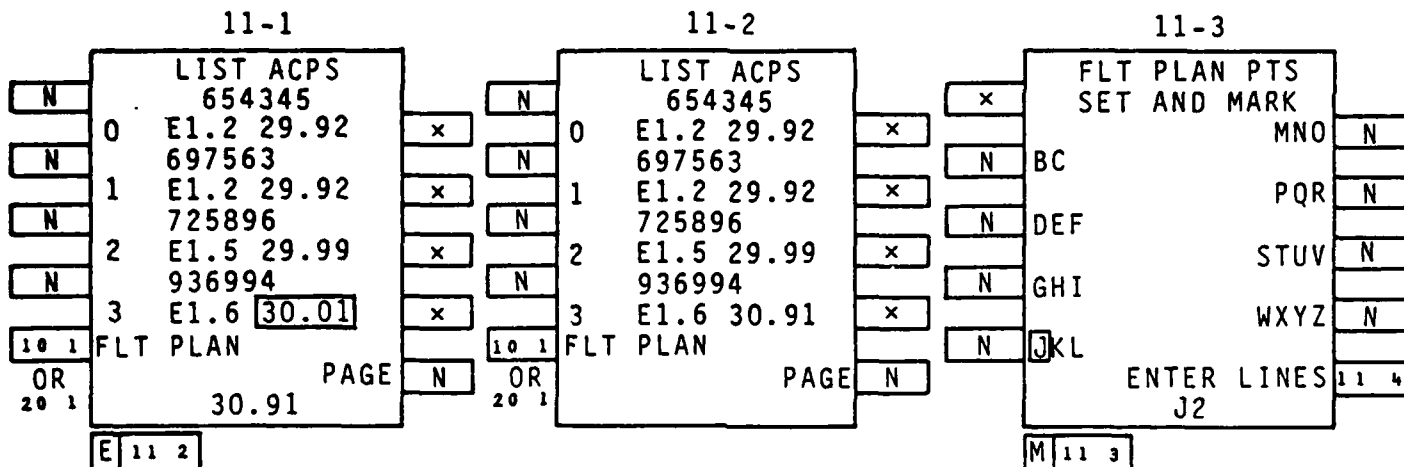 11-1
LIST ACPS
N 654345
0 E1.2 29.92 ×
N 697563
1 E1.2 29.92 ×
N 725896
2 E1.5 29.99 ×
N 936994
3 E1.6 30.01 ×
10 1 FLT PLAN
OR PAGE N
20 1
30.91
E 11 2
11-2
LIST ACPS
N 654345
0 E1.2 29.92 ×
N 697563
1 E1.2 29.92 ×
N 725896
2 E1.5 29.99 ×
N 936994
3 E1.6 30.91 ×
10 1 FLT PLAN
OR PAGE N
20 1
11-3
FLT PLAN PTS
× SET AND MARK
MNO N
N BC
PQR N
N DEF
STUV N
N GHI
WXYZ N
N JKL
ENTER LINES 11 4
J2
M 11 3